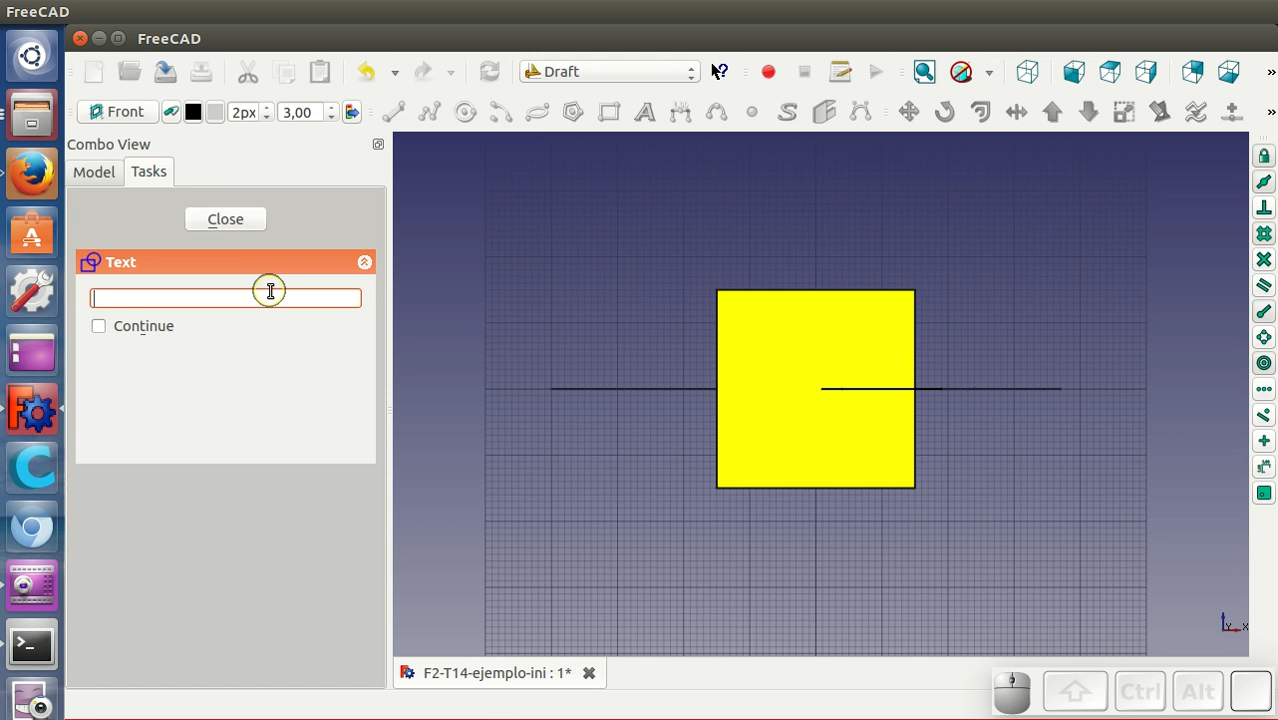 FreeCAD
FreeCAD
Draft
»
Front
2px
3,00
»
Combo View
Model
Tasks
Close
Text
Continue
Y
X
F2-T14-ejemplo-ini : 1*
Ctrl
Alt